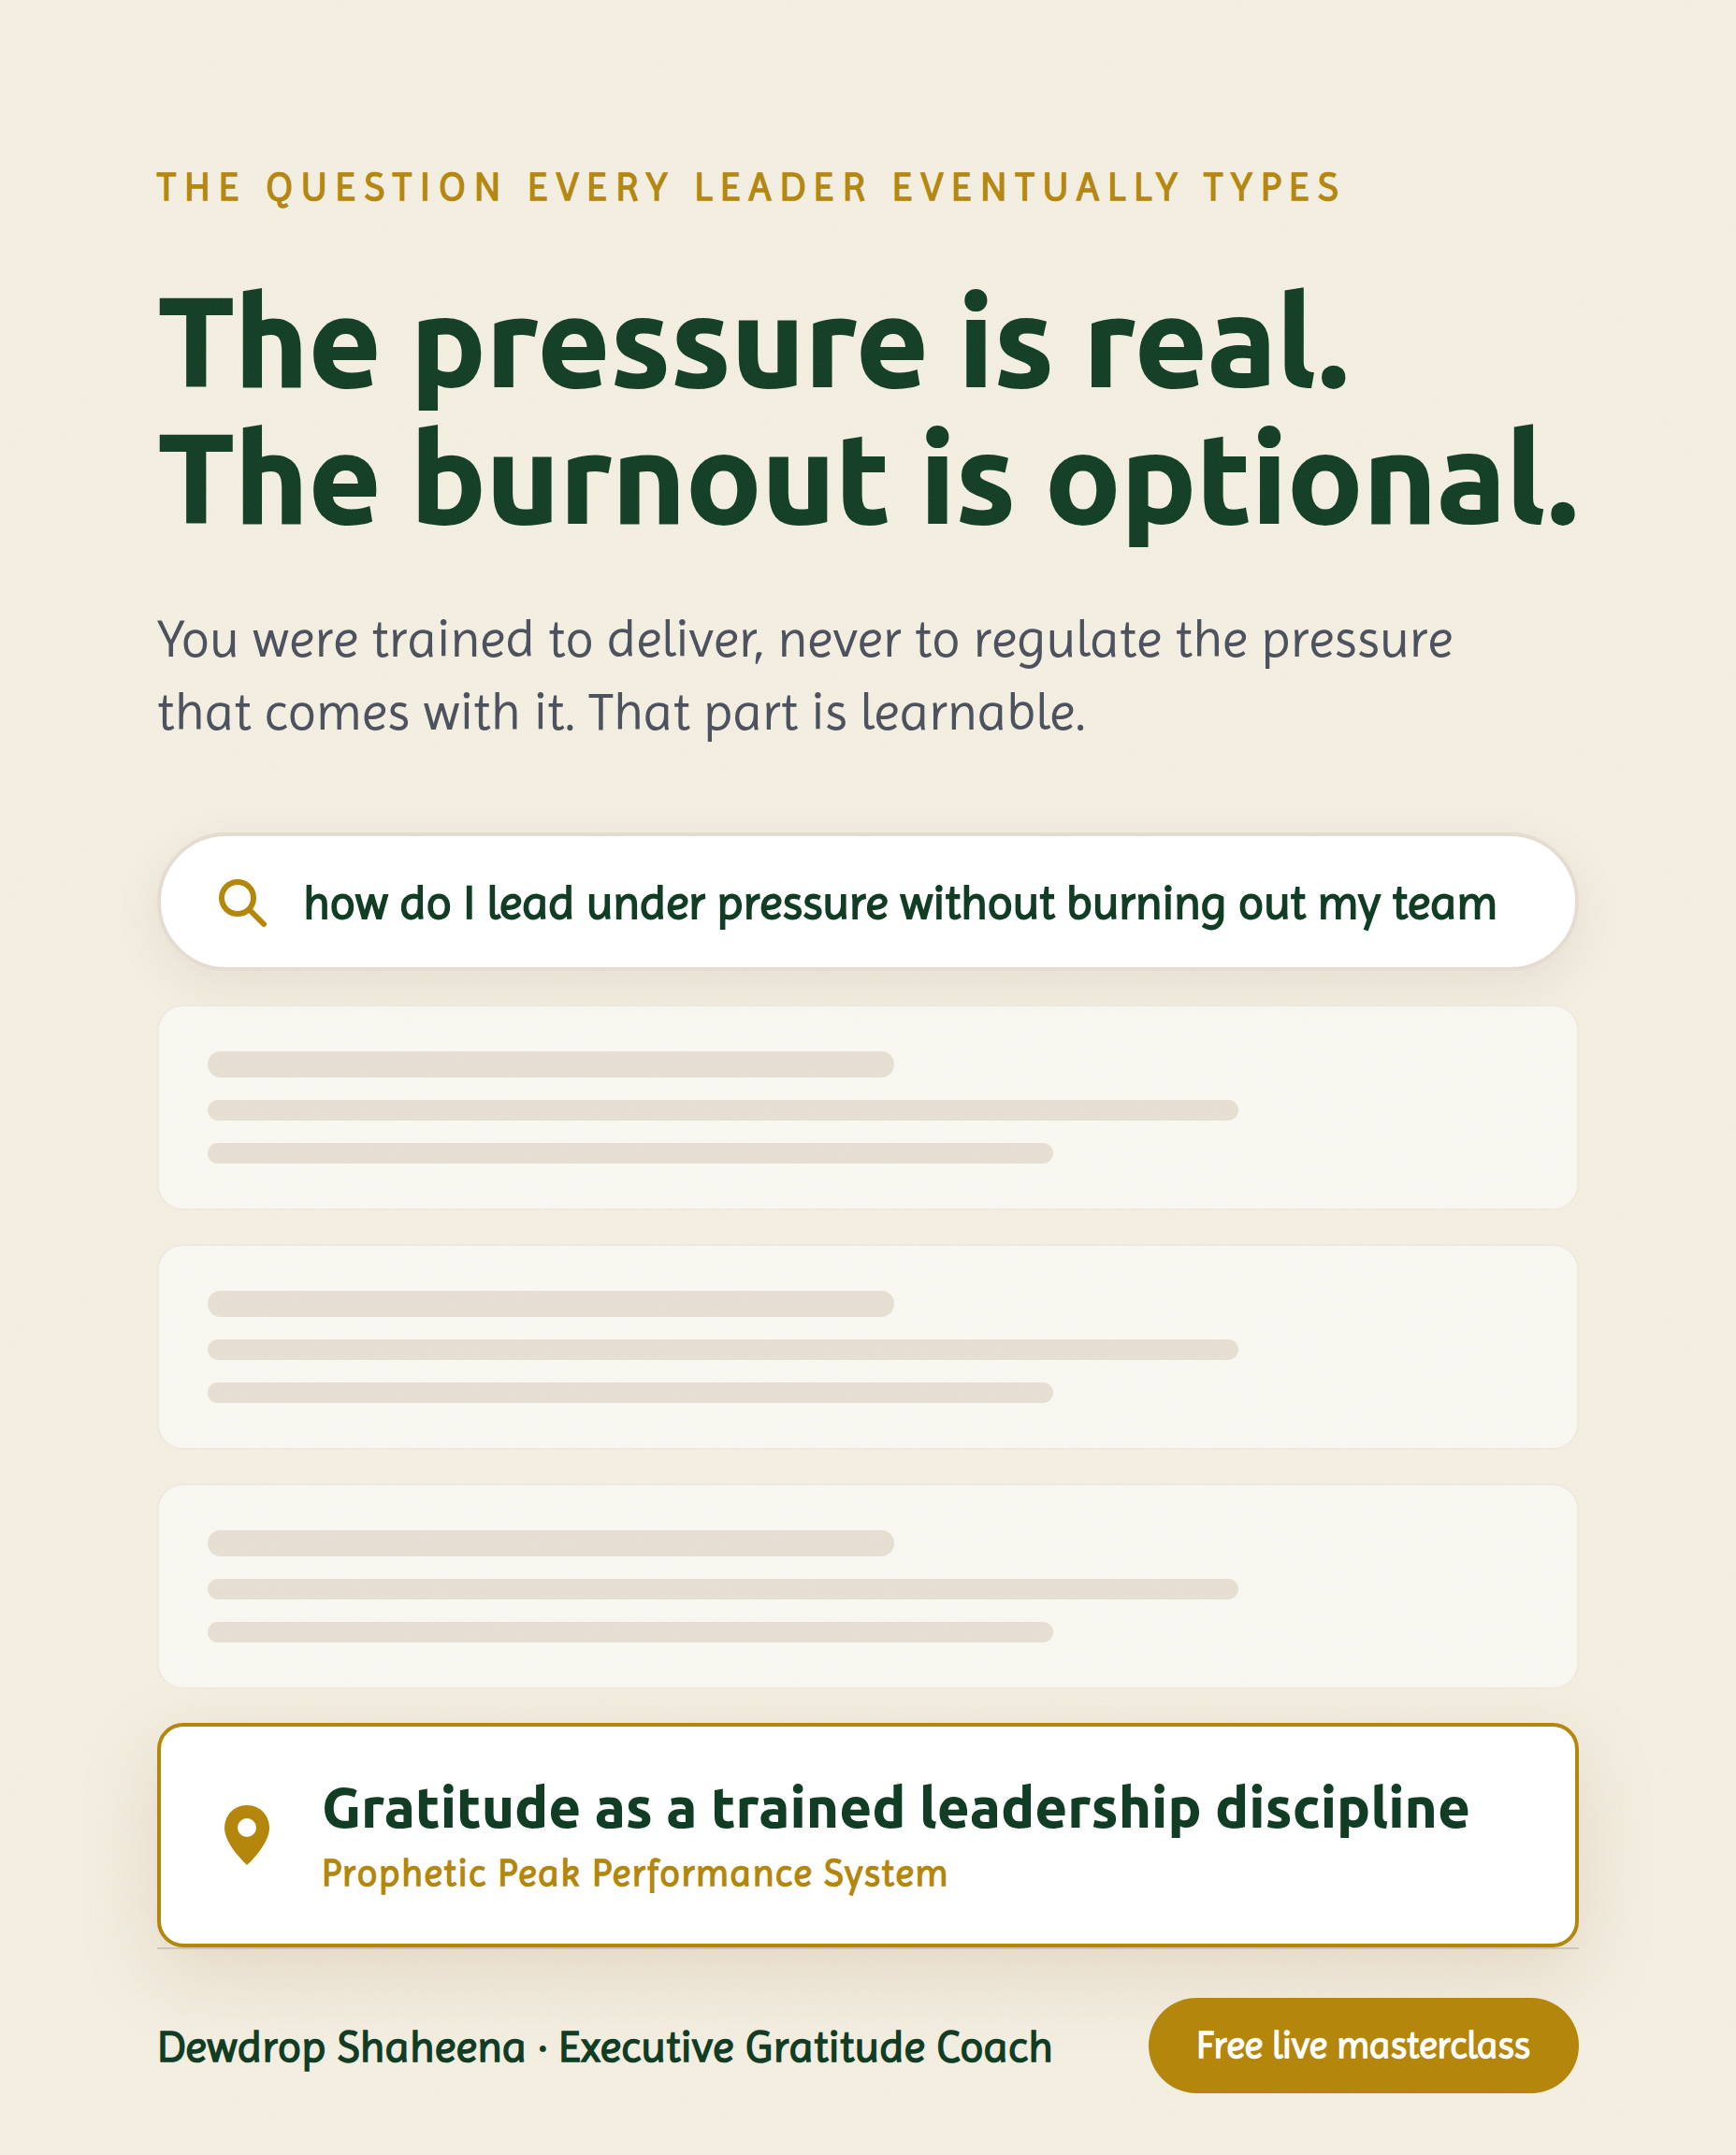 THE QUESTION EVERY LEADER EVENTUALLY TYPES
The pressure is real.
The burnout is optional.
You were trained to deliver, never to regulate the pressure
that comes with it. That part is learnable.
how do I lead under pressure without burning out my team
Gratitude as a trained leadership discipline
Prophetic Peak Performance System
Dewdrop Shaheena · Executive Gratitude Coach
Free live masterclass